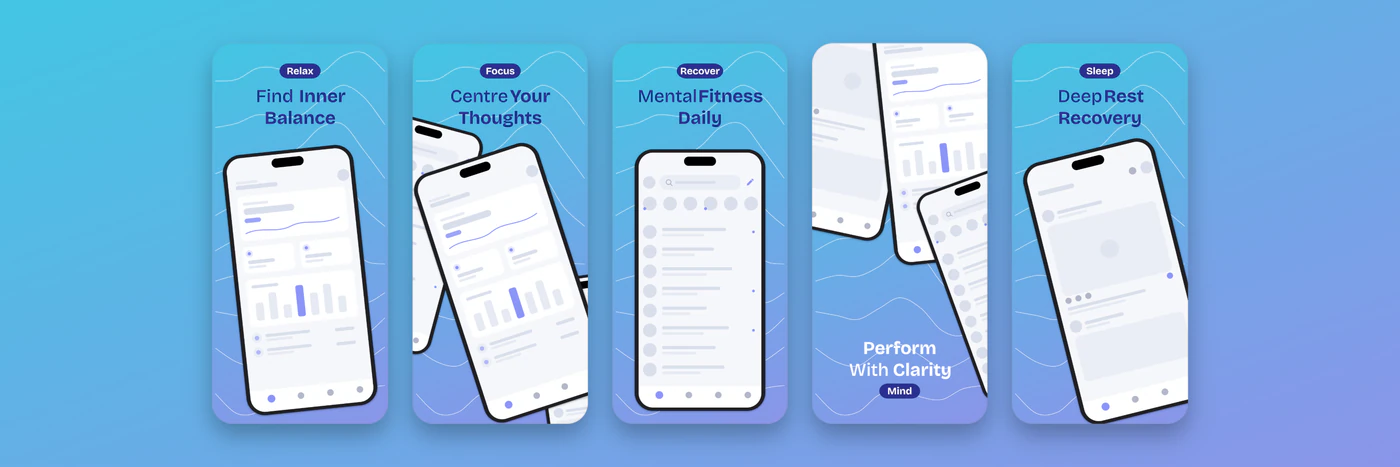 Relax
Find Inner
Balance
Focus
Centre Your
Thoughts
Recover
Mental Fitness
Daily
Perform
With Clarity
Mind
Sleep
Deep Rest
Recovery